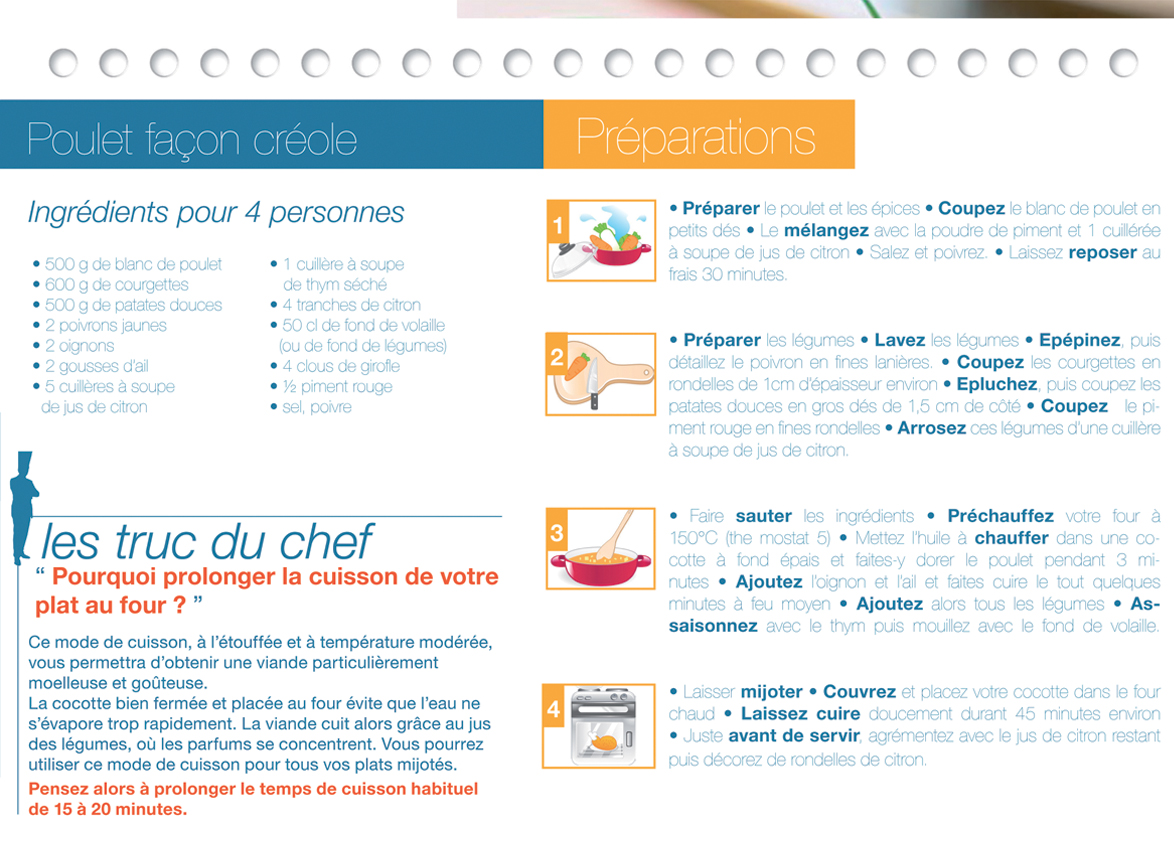 Poulet façon créole
Préparations
Ingrédients pour 4 personnes
• 500 g de blanc de poulet
• 600 g de courgettes
• 500 g de patates douces
• 2 poivrons jaunes
• 2 oignons
• 2 gousses d'ail
• 5 cuillères à soupe
de jus de citron
• 1 cuillère à soupe
de thym séché
• 4 tranches de citron
• 50 cl de fond de volaille
(ou de fond de légumes)
• 4 clous de girofle
• ½ piment rouge
• sel, poivre
les truc du chef
“ Pourquoi prolonger la cuisson de votre
plat au four ? ”
Ce mode de cuisson, à l’étouffée et à température modérée,
vous permettra d’obtenir une viande particulièrement
moelleuse et goûteuse.
La cocotte bien fermée et placée au four évite que l’eau ne
s’évapore trop rapidement. La viande cuit alors grâce au jus
des légumes, où les parfums se concentrent. Vous pourrez
utiliser ce mode de cuisson pour tous vos plats mijotés.
Pensez alors à prolonger le temps de cuisson habituel
de 15 à 20 minutes.
1
• Préparer le poulet et les épices • Coupez le blanc de poulet en
petits dés • Le mélangez avec la poudre de piment et 1 cuillérée
à soupe de jus de citron • Salez et poivrez. • Laissez reposer au
frais 30 minutes.
2
• Préparer les légumes • Lavez les légumes • Epépinez, puis
détaillez le poivron en fines lanières. • Coupez les courgettes en
rondelles de 1cm d'épaisseur environ • Epluchez, puis coupez les
patates douces en gros dés de 1,5 cm de côté • Coupez le pi-
ment rouge en fines rondelles • Arrosez ces légumes d'une cuillère
à soupe de jus de citron.
3
• Faire sauter les ingrédients • Préchauffez votre four à
150°C (the mostat 5) • Mettez l'huile à chauffer dans une co-
cotte à fond épais et faites-y dorer le poulet pendant 3 mi-
nutes • Ajoutez l'oignon et l'ail et faites cuire le tout quelques
minutes à feu moyen • Ajoutez alors tous les légumes • As-
saisonnez avec le thym puis mouillez avec le fond de volaille.
4
• Laisser mijoter • Couvrez et placez votre cocotte dans le four
chaud • Laissez cuire doucement durant 45 minutes environ
• Juste avant de servir, agrémentez avec le jus de citron restant
puis décorez de rondelles de citron.